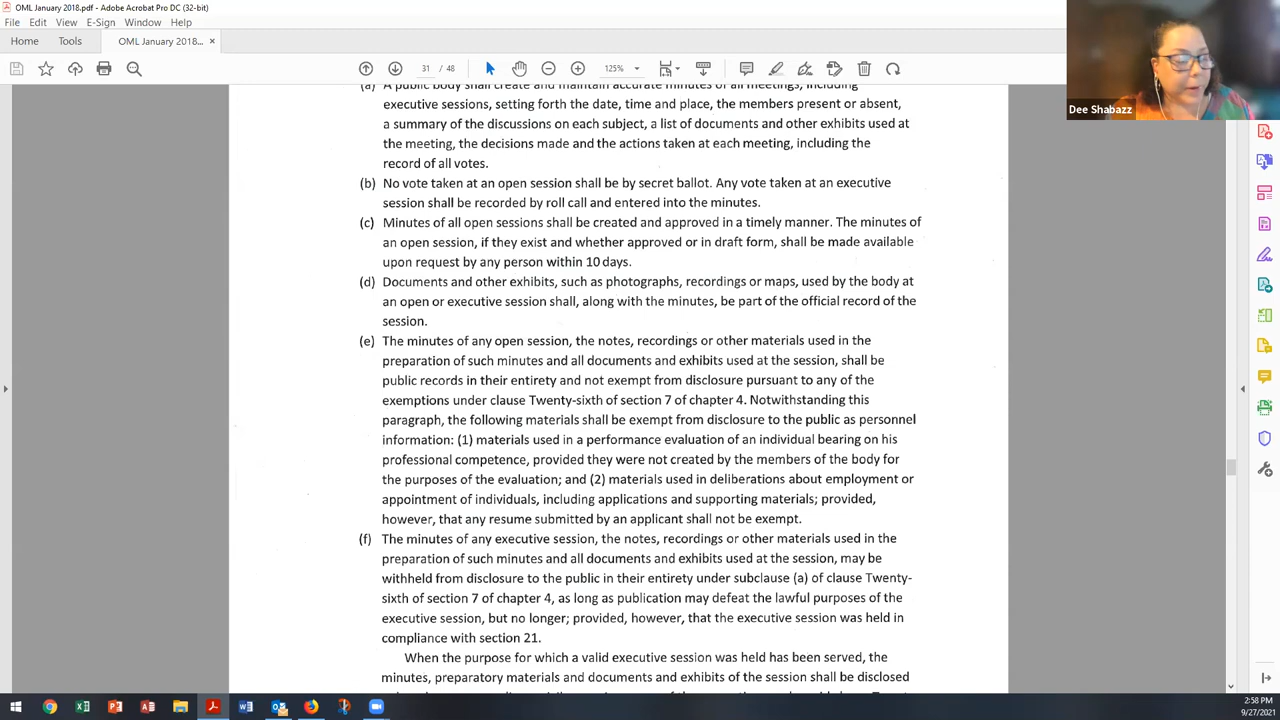 OML January 2018.pdf - Adobe Acrobat Pro DC (32-bit)
File Edit View E-Sign Window Help
Home Tools OML January 2018... ×
31 / 48 125%
Dee Shabazz
(a) A public body shall create and maintain accurate minutes of all meetings, including
executive sessions, setting forth the date, time and place, the members present or absent,
a summary of the discussions on each subject, a list of documents and other exhibits used at
the meeting, the decisions made and the actions taken at each meeting, including the
record of all votes.
(b) No vote taken at an open session shall be by secret ballot. Any vote taken at an executive
session shall be recorded by roll call and entered into the minutes.
(c) Minutes of all open sessions shall be created and approved in a timely manner. The minutes of
an open session, if they exist and whether approved or in draft form, shall be made available
upon request by any person within 10 days.
(d) Documents and other exhibits, such as photographs, recordings or maps, used by the body at
an open or executive session shall, along with the minutes, be part of the official record of the
session.
(e) The minutes of any open session, the notes, recordings or other materials used in the
preparation of such minutes and all documents and exhibits used at the session, shall be
public records in their entirety and not exempt from disclosure pursuant to any of the
exemptions under clause Twenty-sixth of section 7 of chapter 4. Notwithstanding this
paragraph, the following materials shall be exempt from disclosure to the public as personnel
information: (1) materials used in a performance evaluation of an individual bearing on his
professional competence, provided they were not created by the members of the body for
the purposes of the evaluation; and (2) materials used in deliberations about employment or
appointment of individuals, including applications and supporting materials; provided,
however, that any resume submitted by an applicant shall not be exempt.
(f) The minutes of any executive session, the notes, recordings or other materials used in the
preparation of such minutes and all documents and exhibits used at the session, may be
withheld from disclosure to the public in their entirety under subclause (a) of clause Twenty-
sixth of section 7 of chapter 4, as long as publication may defeat the lawful purposes of the
executive session, but no longer; provided, however, that the executive session was held in
compliance with section 21.
When the purpose for which a valid executive session was held has been served, the
minutes, preparatory materials and documents and exhibits of the session shall be disclosed
2:58 PM
9/27/2021